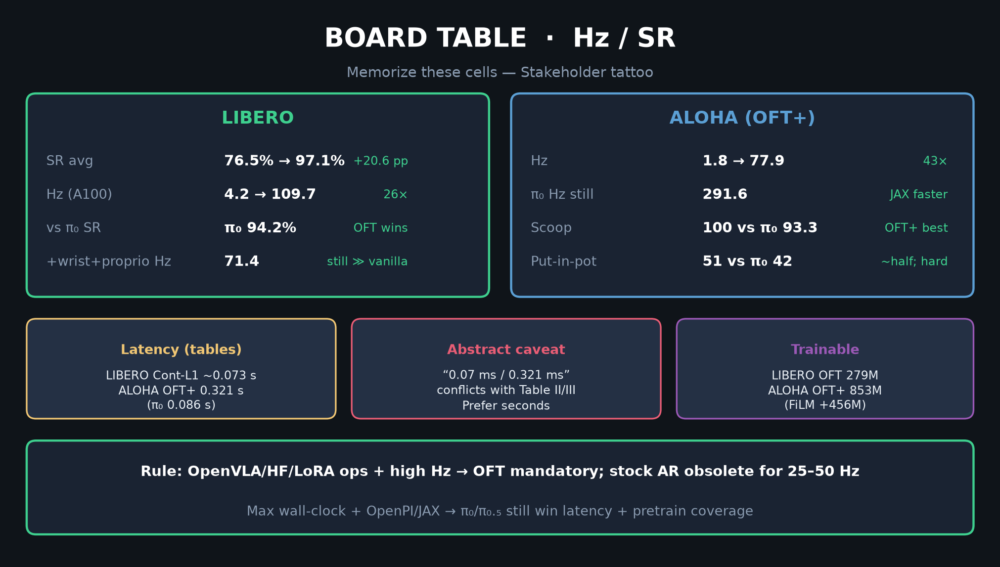 BOARD TABLE · Hz / SR
Memorize these cells — Stakeholder tattoo
LIBERO
SR avg 76.5% → 97.1% +20.6 pp
Hz (A100) 4.2 → 109.7 26×
vs π₀ SR π₀ 94.2% OFT wins
+wrist+proprio Hz 71.4 still ≫ vanilla
ALOHA (OFT+)
Hz 1.8 → 77.9 43×
π₀ Hz still 291.6 JAX faster
Scoop 100 vs π₀ 93.3 OFT+ best
Put-in-pot 51 vs π₀ 42 ~half; hard
Latency (tables)
LIBERO Cont-L1 ~0.073 s
ALOHA OFT+ 0.321 s
(π₀ 0.086 s)
Abstract caveat
“0.07 ms / 0.321 ms”
conflicts with Table II/III
Prefer seconds
Trainable
LIBERO OFT 279M
ALOHA OFT+ 853M
(FiLM +456M)
Rule: OpenVLA/HF/LoRA ops + high Hz → OFT mandatory; stock AR obsolete for 25–50 Hz
Max wall-clock + OpenPI/JAX → π₀/π₀.₅ still win latency + pretrain coverage